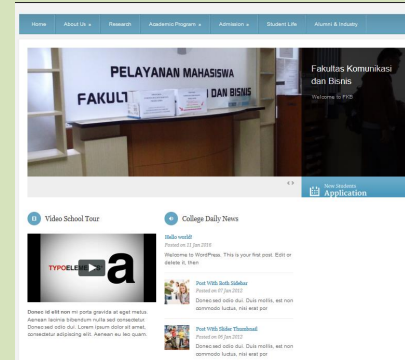 Home About Us Research Academic Program Admission Student Life Alumni & Industry
PELAYANAN MAHASISWA
FAKULT DAN BISNIS
Fakultas Komunikasi
dan Bisnis
Welcome to FKB
New Students
Application
Video School Tour
TYPOELEMENTS a
Donec id elit non mi porta gravida at eget metus
Aenean lacinia bibendum nulla sed consectetur
Donec sed odio dui. Lorem ipsum dolor sit amet,
consectetur adipiscing elit. Aenean eu leo quam.
College Daily News
Hello world!
Posted on 21 Jan 2016
Welcome to WordPress. This is your first post. Edit or
delete it, then
Post With Both Sidebar
Posted on 07 Jan 2012
Donec sed odio dui. Duis mollis, est non
commodo luctus, nisi erat por
Post With Slider Thumbnail
Posted on 06 Jan 2012
Donec sed odio dui. Duis mollis, est non
commodo luctus, nisi erat por